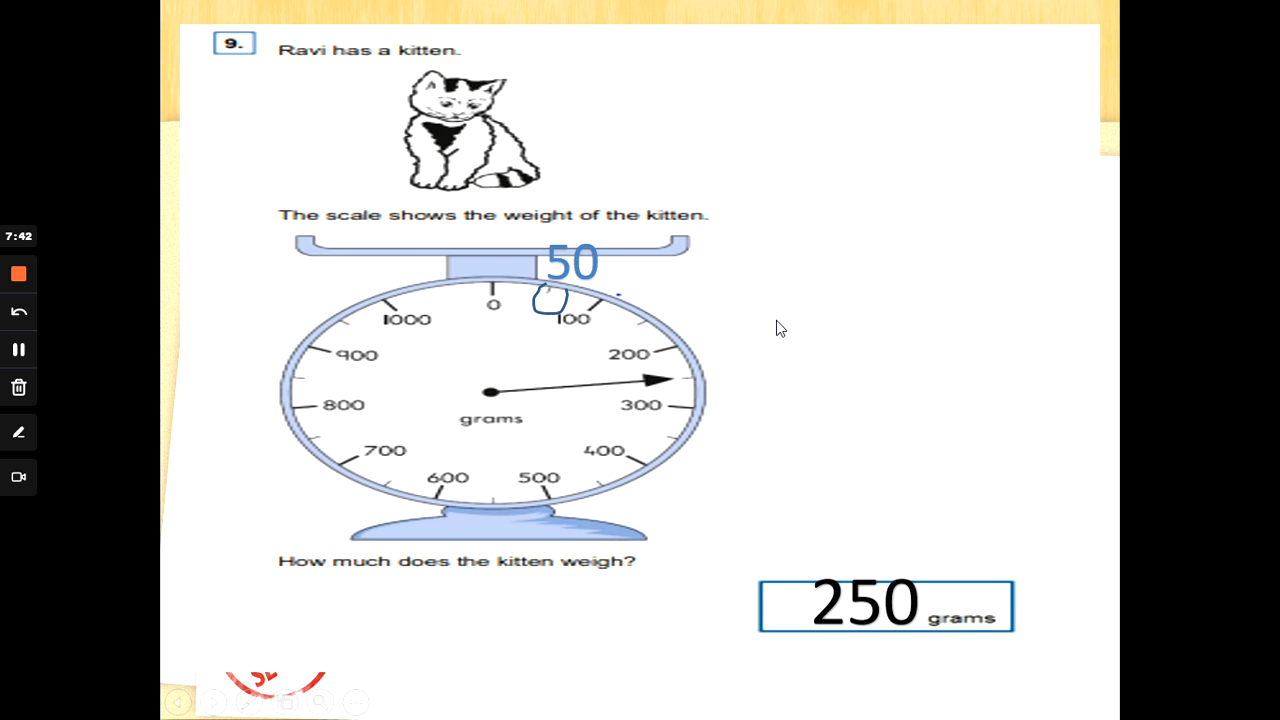 9.
Ravi has a kitten.
The scale shows the weight of the kitten.
50
0
1000
100
900
200
800
300
grams
700
400
600
500
7:42
How much does the kitten weigh?
250 grams